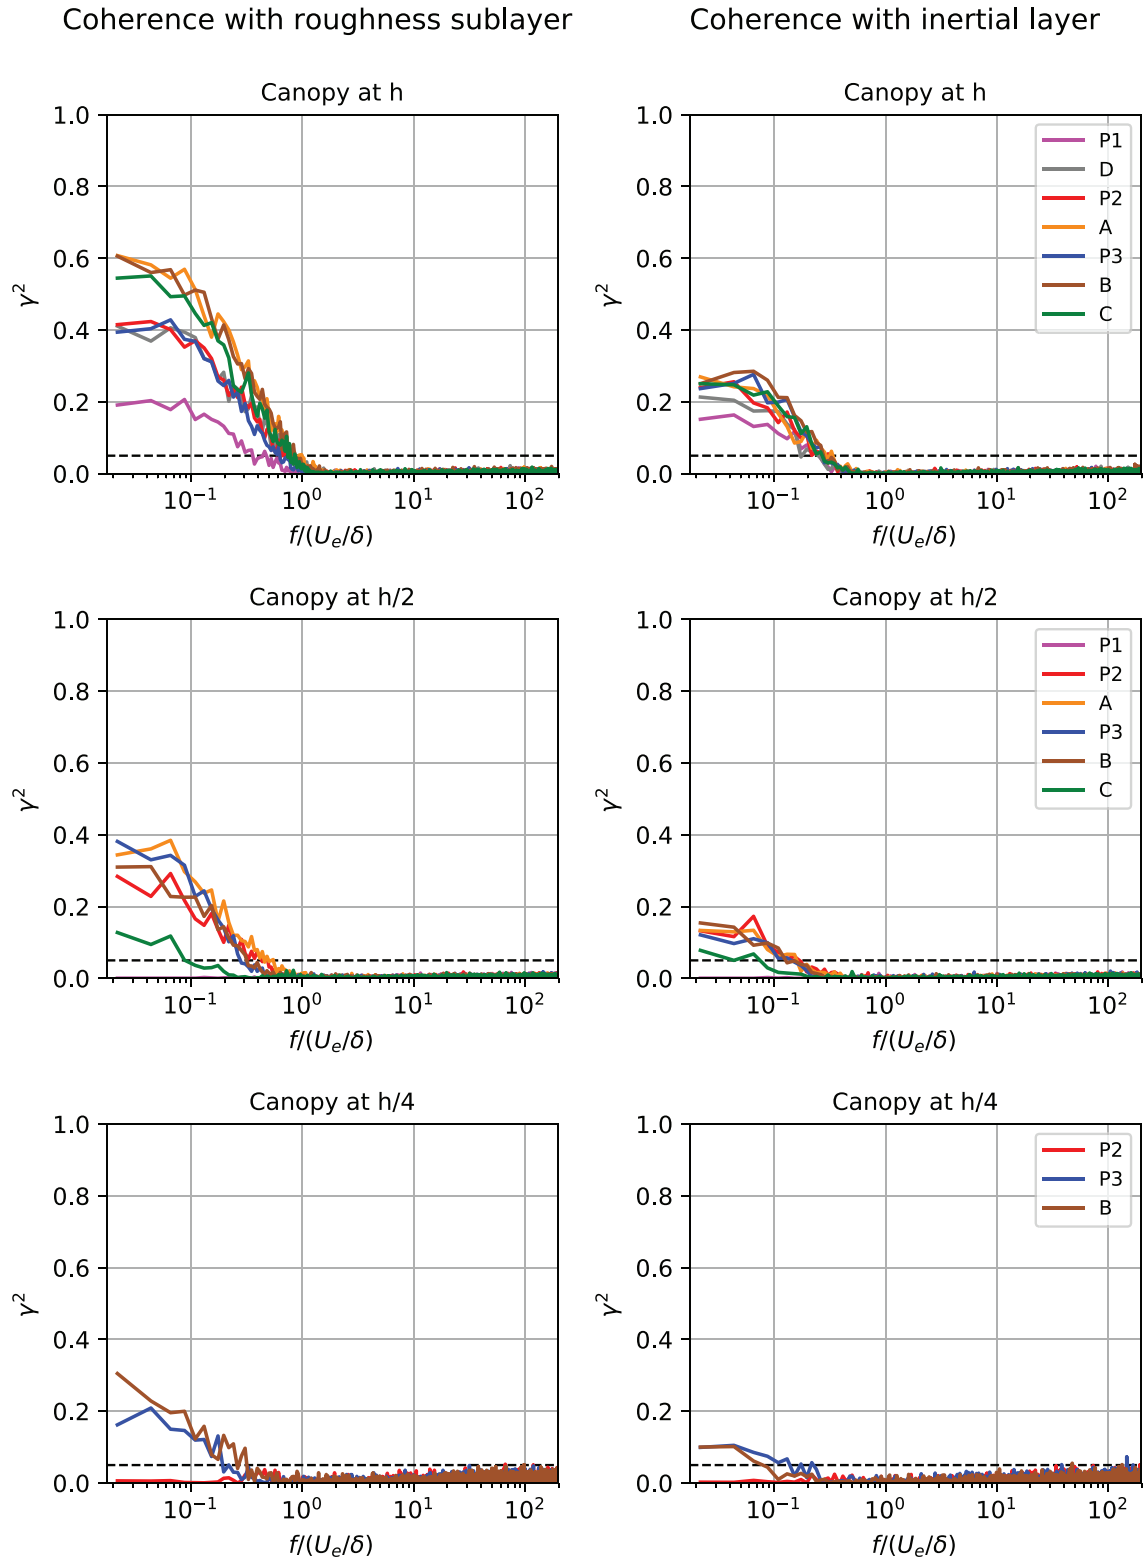 Coherence with roughness sublayer
Coherence with inertial layer
Canopy at h
1.0
0.8
0.6
0.4
0.2
0.0
γ²
10⁻¹ 10⁰ 10¹ 10²
f/(Uₑ/δ)
Canopy at h
1.0
0.8
0.6
0.4
0.2
0.0
γ²
10⁻¹ 10⁰ 10¹ 10²
f/(Uₑ/δ)
P1
D
P2
A
P3
B
C
Canopy at h/2
1.0
0.8
0.6
0.4
0.2
0.0
γ²
10⁻¹ 10⁰ 10¹ 10²
f/(Uₑ/δ)
Canopy at h/2
1.0
0.8
0.6
0.4
0.2
0.0
γ²
10⁻¹ 10⁰ 10¹ 10²
f/(Uₑ/δ)
P1
P2
A
P3
B
C
Canopy at h/4
1.0
0.8
0.6
0.4
0.2
0.0
γ²
10⁻¹ 10⁰ 10¹ 10²
f/(Uₑ/δ)
Canopy at h/4
1.0
0.8
0.6
0.4
0.2
0.0
γ²
10⁻¹ 10⁰ 10¹ 10²
f/(Uₑ/δ)
P2
P3
B